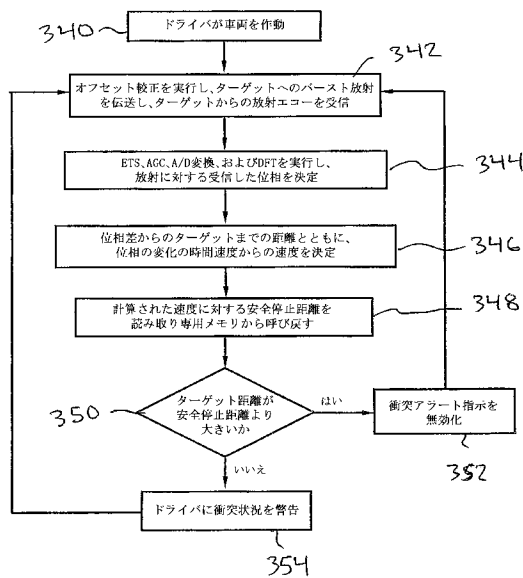 340
ドライバが車両を作動
342
オフセット較正を実行し、ターゲットへのバースト放射
を伝送し、ターゲットからの放射エコーを受信
ETS、AGC、A/D変換、およびDFTを実行し、
放射に対する受信した位相を決定
344
位相差からのターゲットまでの距離とともに、
位相の変化の時間速度からの速度を決定
346
計算された速度に対する安全停止距離を
読み取り専用メモリから呼び戻す
348
350
ターゲット距離が
安全停止距離より
大きいか
はい
衝突アラート指示を
無効化
352
いいえ
ドライバに衝突状況を警告
354